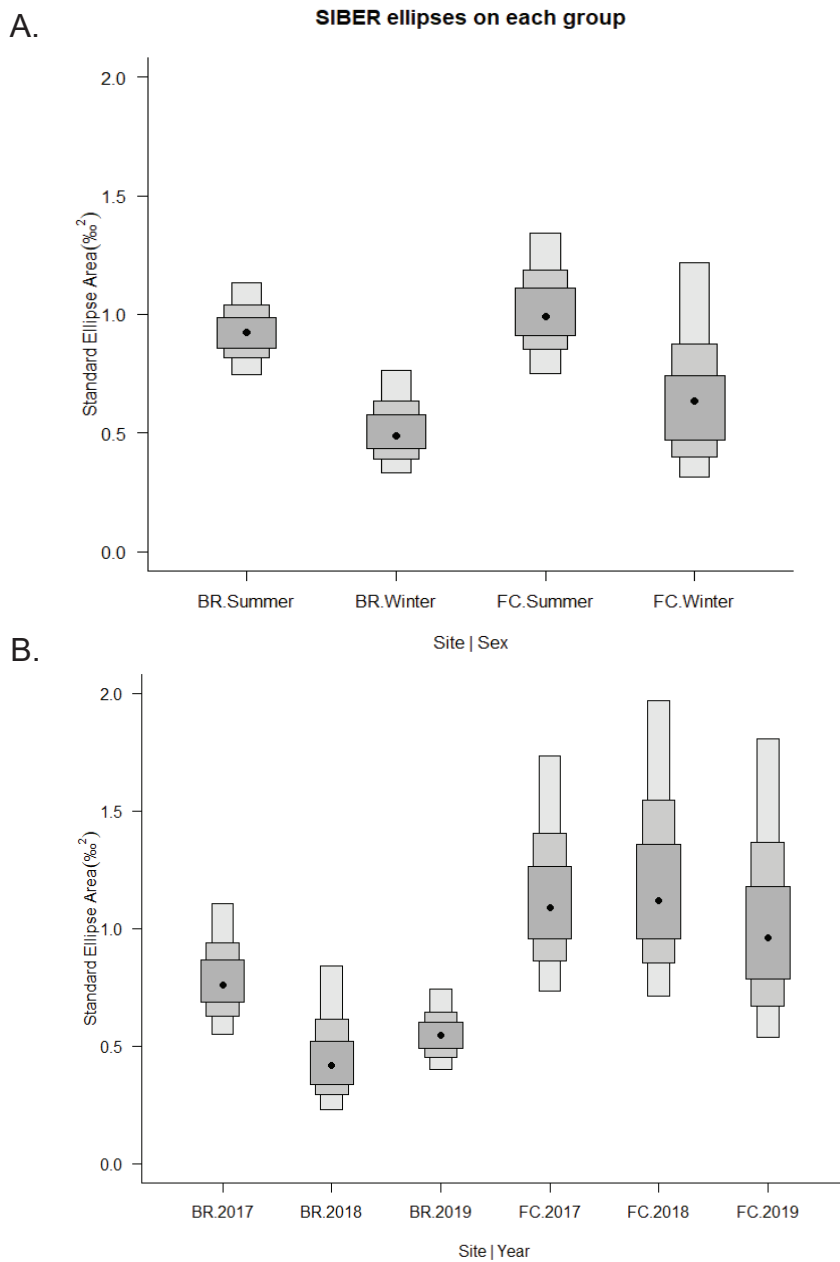 A.
SIBER ellipses on each group
Standard Ellipse Area(‰²)
2.0
1.5
1.0
0.5
0.0
BR.Summer BR.Winter FC.Summer FC.Winter
Site | Sex
B.
Standard Ellipse Area(‰²)
2.0
1.5
1.0
0.5
0.0
BR.2017 BR.2018 BR.2019 FC.2017 FC.2018 FC.2019
Site | Year